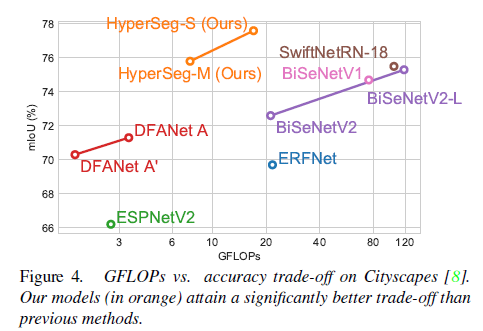 78
76
74
72
70
68
66
mIoU (%)
HyperSeg-S (Ours)
HyperSeg-M (Ours)
SwiftNetRN-18
BiSeNetV1
BiSeNetV2-L
BiSeNetV2
DFANet A
DFANet A'
ERFNet
ESPNetV2
3 6 10 20 40 80 120
GFLOPs
Figure 4. GFLOPs vs. accuracy trade-off on Cityscapes [8].
Our models (in orange) attain a significantly better trade-off than
previous methods.